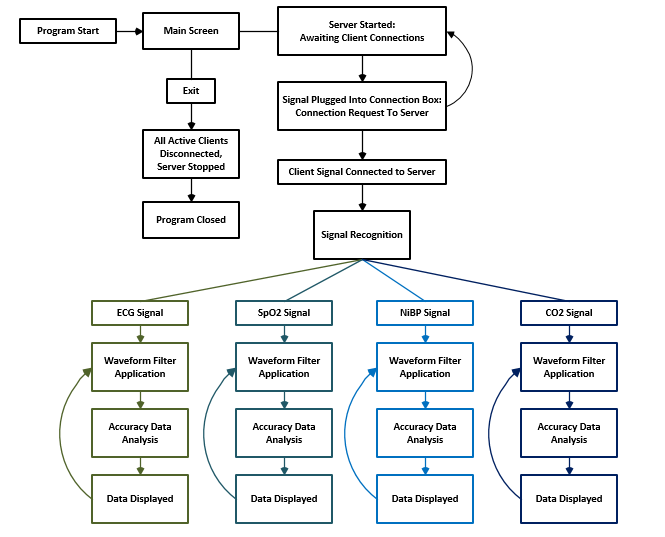 Program Start
Main Screen
Server Started:
Awaiting Client Connections
Exit
Signal Plugged Into Connection Box:
Connection Request To Server
All Active Clients
Disconnected,
Server Stopped
Client Signal Connected to Server
Program Closed
Signal Recognition
ECG Signal
SpO2 Signal
NiBP Signal
CO2 Signal
Waveform Filter
Application
Waveform Filter
Application
Waveform Filter
Application
Waveform Filter
Application
Accuracy Data
Analysis
Accuracy Data
Analysis
Accuracy Data
Analysis
Accuracy Data
Analysis
Data Displayed
Data Displayed
Data Displayed
Data Displayed